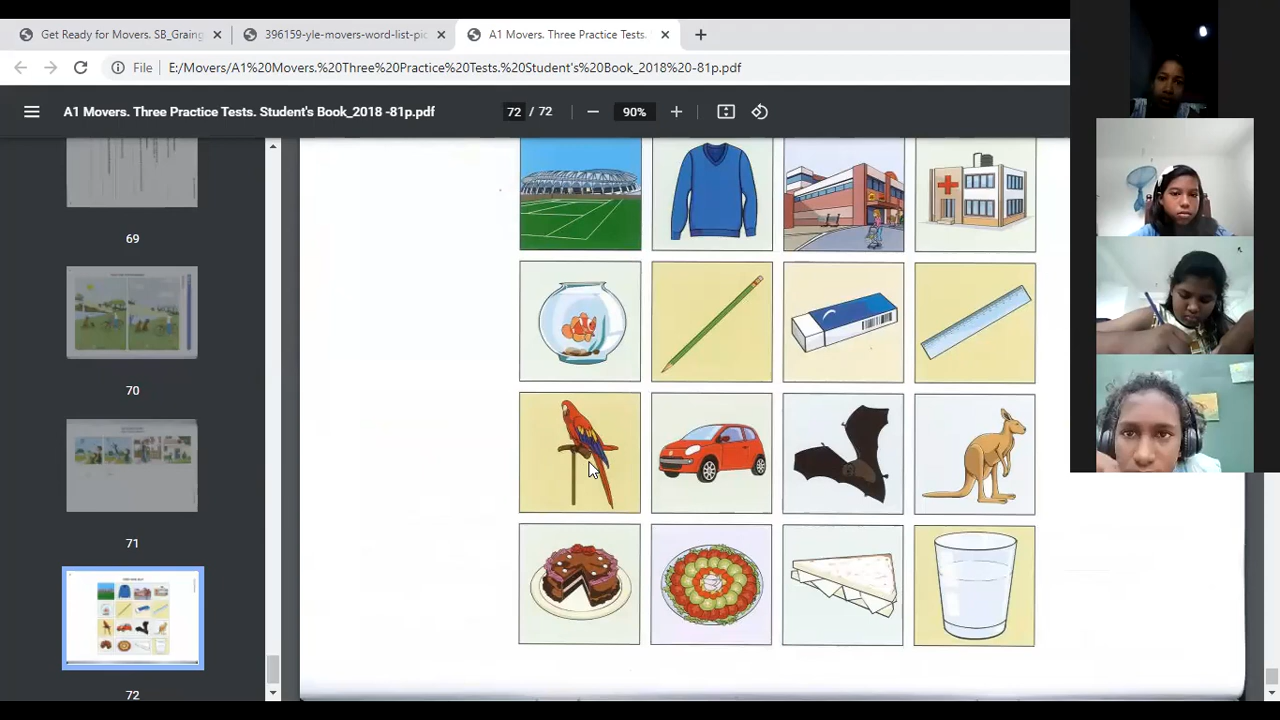 Get Ready for Movers. SB_Graing
396159-yle-movers-word-list-pic
A1 Movers. Three Practice Tests.
File E:/Movers/A1%20Movers.%20Three%20Practice%20Tests.%20Student's%20Book_2018%20-81p.pdf
A1 Movers. Three Practice Tests. Student's Book_2018 -81p.pdf
72 / 72
90%
69
70
71
72